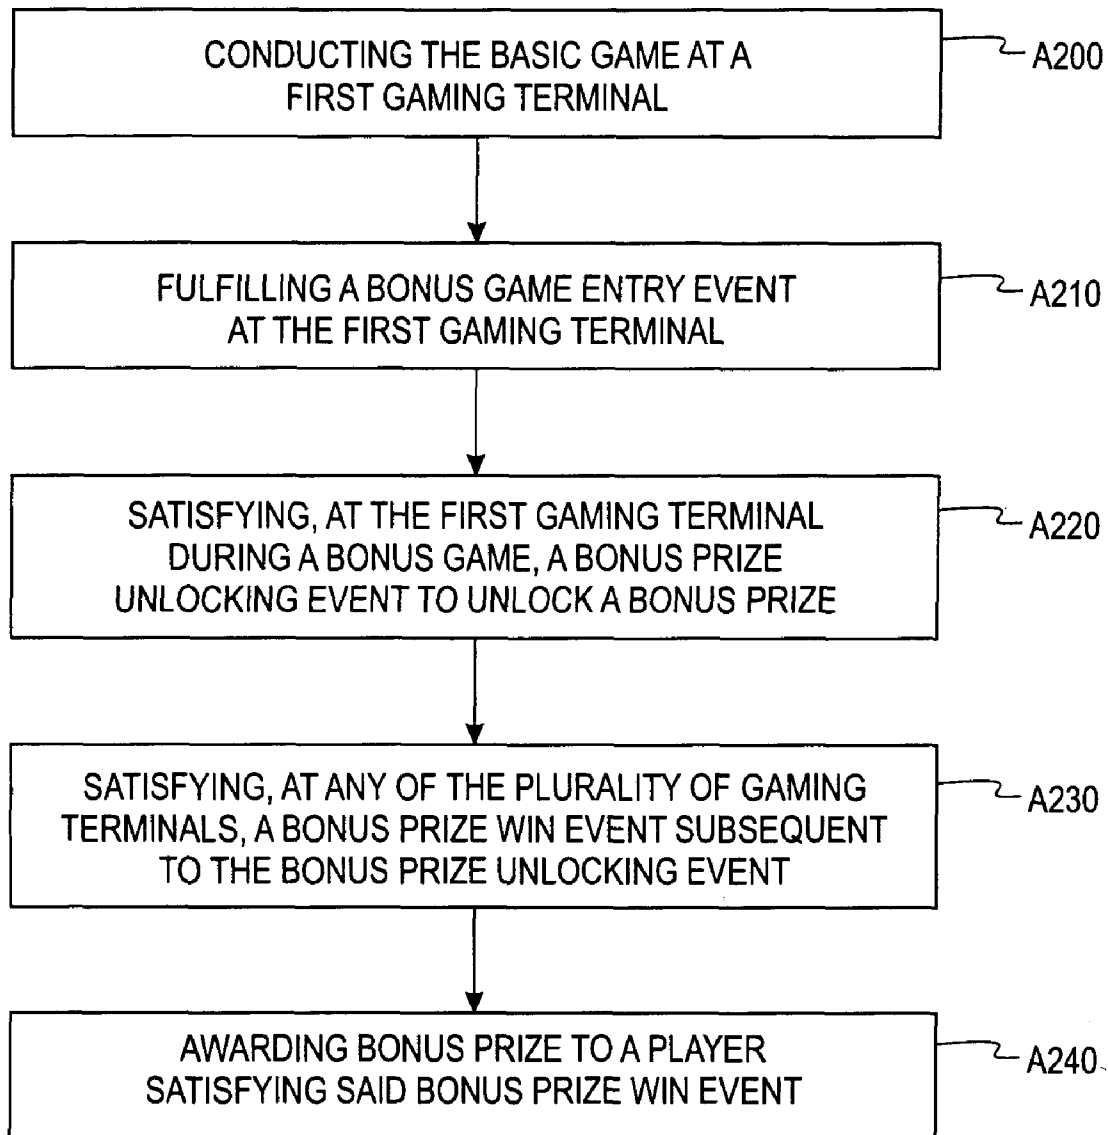 CONDUCTING THE BASIC GAME AT A
FIRST GAMING TERMINAL
A200
FULFILLING A BONUS GAME ENTRY EVENT
AT THE FIRST GAMING TERMINAL
A210
SATISFYING, AT THE FIRST GAMING TERMINAL
DURING A BONUS GAME, A BONUS PRIZE
UNLOCKING EVENT TO UNLOCK A BONUS PRIZE
A220
SATISFYING, AT ANY OF THE PLURALITY OF GAMING
TERMINALS, A BONUS PRIZE WIN EVENT SUBSEQUENT
TO THE BONUS PRIZE UNLOCKING EVENT
A230
AWARDING BONUS PRIZE TO A PLAYER
SATISFYING SAID BONUS PRIZE WIN EVENT
A240